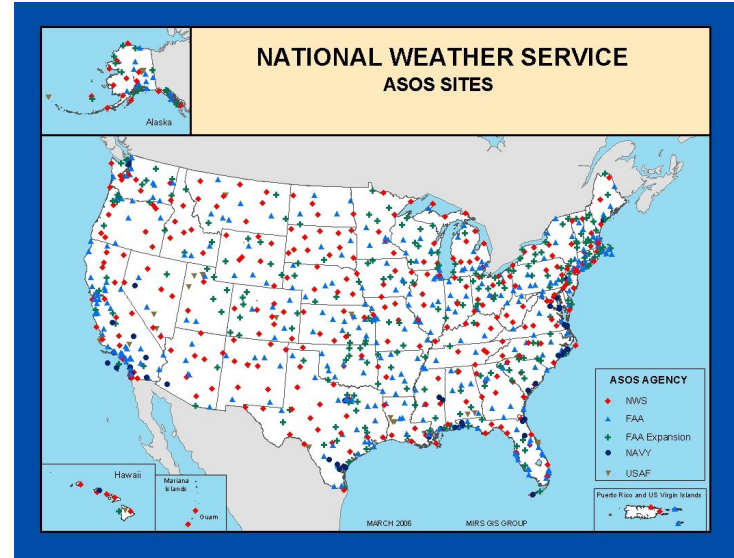 NATIONAL WEATHER SERVICE
ASOS SITES
Alaska
ASOS AGENCY
NWS
FAA
FAA Expansion
NAVY
USAF
Hawaii
Mariana
Islands
Guam
Puerto Rico and US Virgin Islands
MARCH 2006
MIRS GIS GROUP